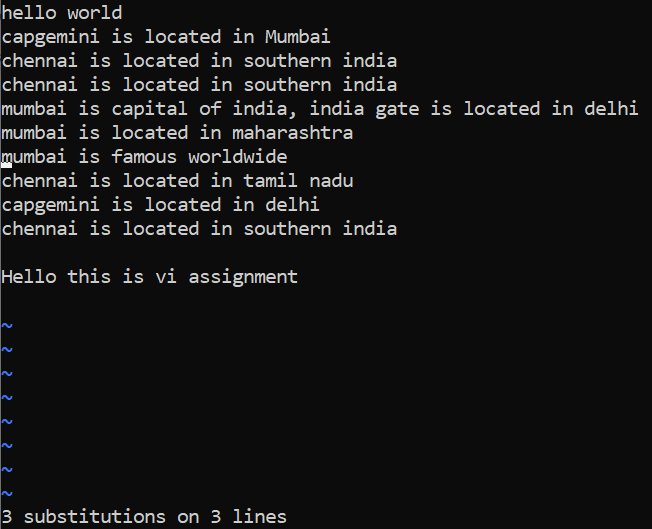 hello world
capgemini is located in Mumbai
chennai is located in southern india
chennai is located in southern india
mumbai is capital of india, india gate is located in delhi
mumbai is located in maharashtra
mumbai is famous worldwide
chennai is located in tamil nadu
capgemini is located in delhi
chennai is located in southern india

Hello this is vi assignment

~
~
~
~
~
~
~
~
3 substitutions on 3 lines